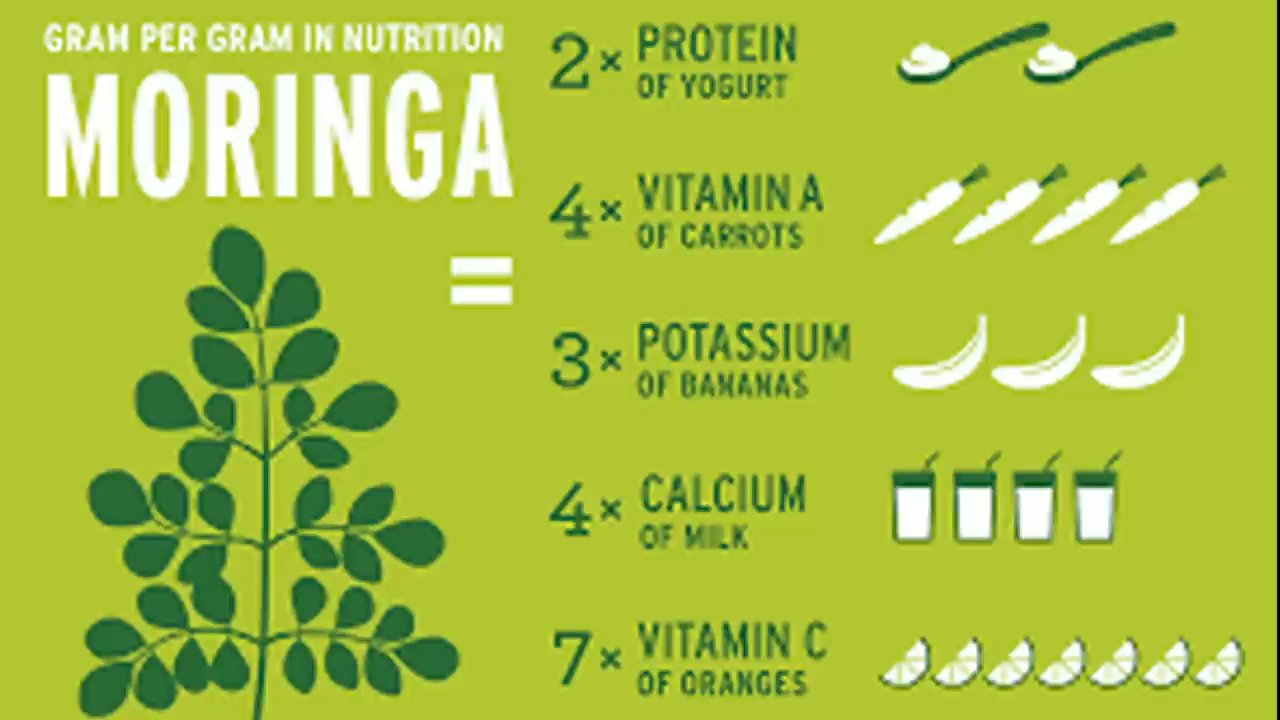 GRAM PER GRAM IN NUTRITION
MORINGA
=
2× PROTEIN
OF YOGURT
4× VITAMIN A
OF CARROTS
3× POTASSIUM
OF BANANAS
4× CALCIUM
OF MILK
7× VITAMIN C
OF ORANGES